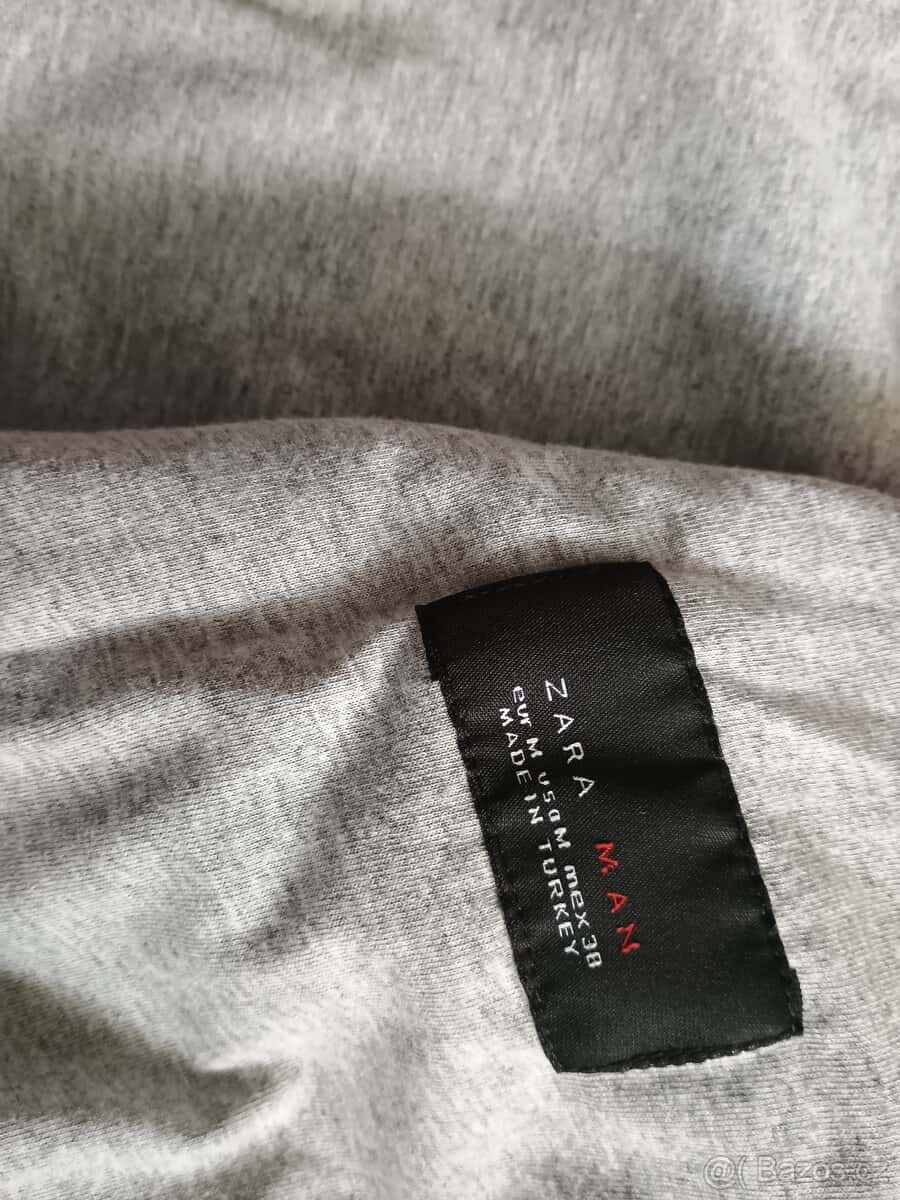 ZARA MAN
eur M usa M mex 38
MADE IN TURKEY
@( Bazos.cz